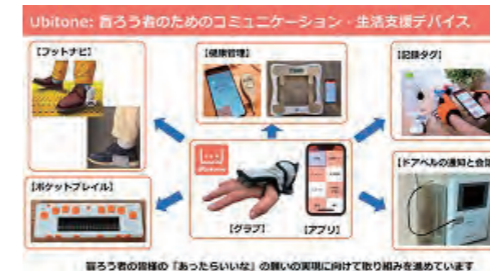 Ubitone: 盲ろう者のためのコミュニケーション・生活支援デバイス
【フットナビ】
【健康管理】
【記録タグ】
【ポケットブレイル】
【グラブ】
【アプリ】
【ドアベルの通知と会話
盲ろう者の皆様の「あったらいいな」の願いの実現に向けて取り組みを進めています